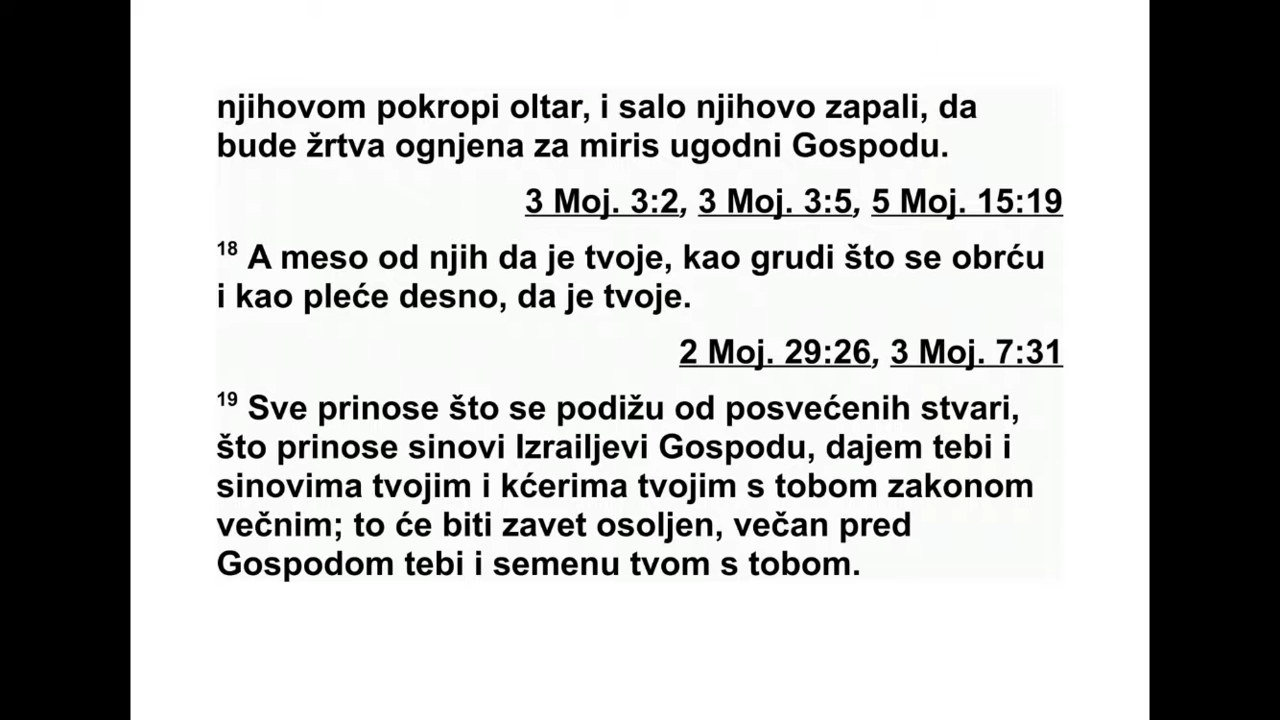 njihovom pokropi oltar, i salo njihovo zapali, da
bude žrtva ognjena za miris ugodni Gospodu.
3 Moj. 3:2, 3 Moj. 3:5, 5 Moj. 15:19
18 A meso od njih da je tvoje, kao grudi što se obrću
i kao pleće desno, da je tvoje.
2 Moj. 29:26, 3 Moj. 7:31
19 Sve prinose što se podižu od posvećenih stvari,
što prinose sinovi Izrailjevi Gospodu, dajem tebi i
sinovima tvojim i kćerima tvojim s tobom zakonom
večnim; to će biti zavet osoljen, večan pred
Gospodom tebi i semenu tvom s tobom.